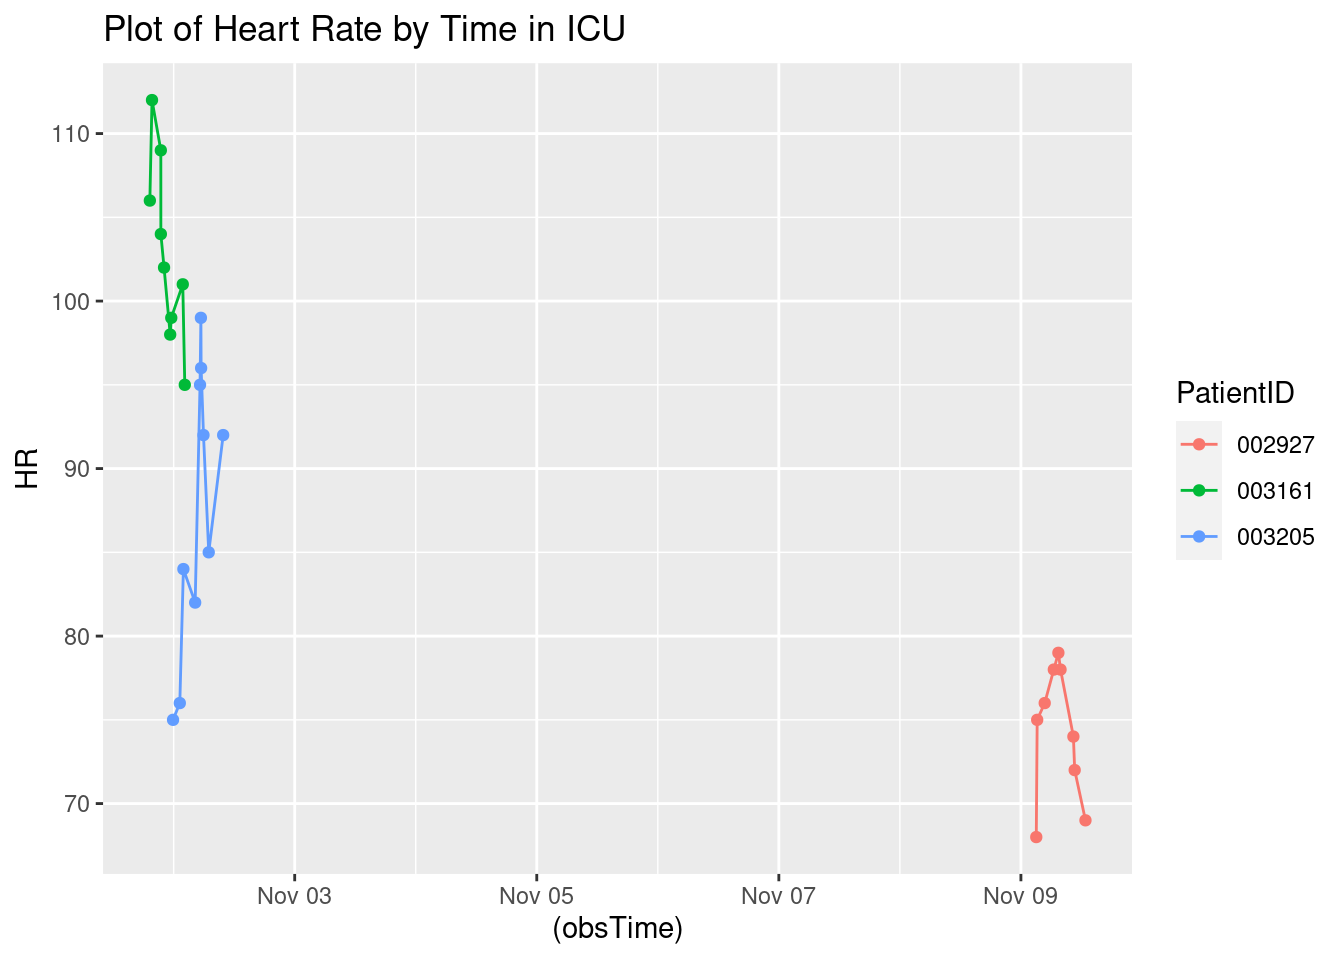 Plot of Heart Rate by Time in ICU
110
100
90
80
70
HR
Nov 03
Nov 05
Nov 07
Nov 09
(obsTime)
PatientID
002927
003161
003205